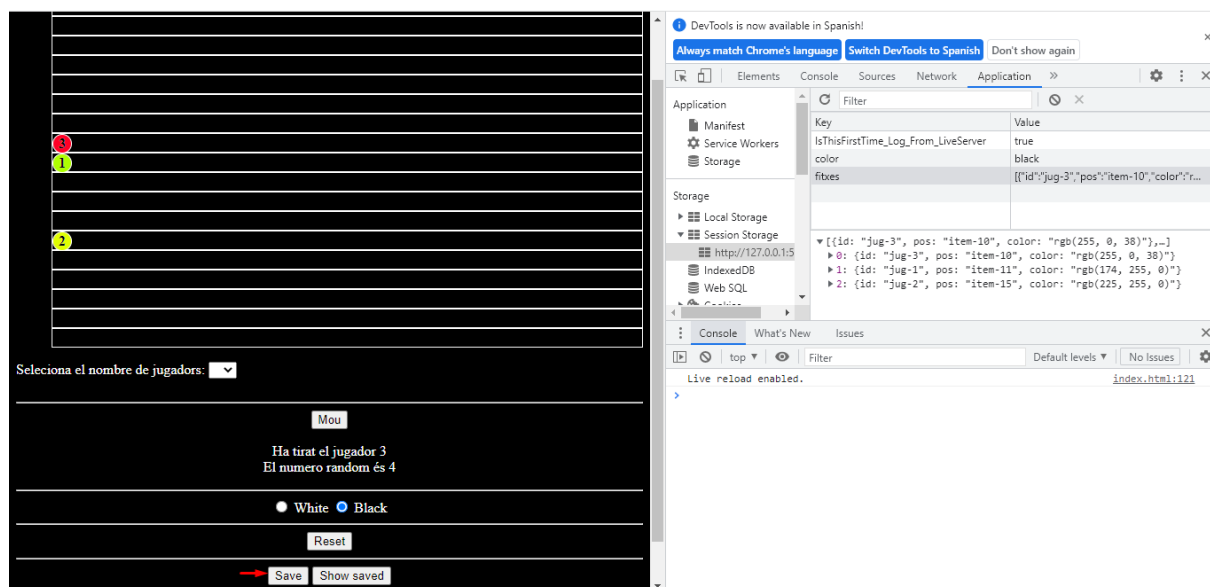 3
1
2
Seleciona el nombre de jugadors:
Mou
Ha tirat el jugador 3
El numero random és 4
White Black
Reset
Save Show saved
DevTools is now available in Spanish!
Always match Chrome's language Switch DevTools to Spanish Don't show again
Elements Console Sources Network Application
Application
Manifest
Service Workers
Storage
Storage
Local Storage
Session Storage
http://127.0.0.1:5
IndexedDB
Web SQL
Filter
Key Value
IsThisFirstTime_Log_From_LiveServer true
color black
fitxes [{"id":"jug-3","pos":"item-10","color":"r...
[{id: "jug-3", pos: "item-10", color: "rgb(255, 0, 38)"},…]
0: {id: "jug-3", pos: "item-10", color: "rgb(255, 0, 38)"}
1: {id: "jug-1", pos: "item-11", color: "rgb(174, 255, 0)"}
2: {id: "jug-2", pos: "item-15", color: "rgb(225, 255, 0)"}
Console What's New Issues
top Filter Default levels No Issues
Live reload enabled. index.html:121